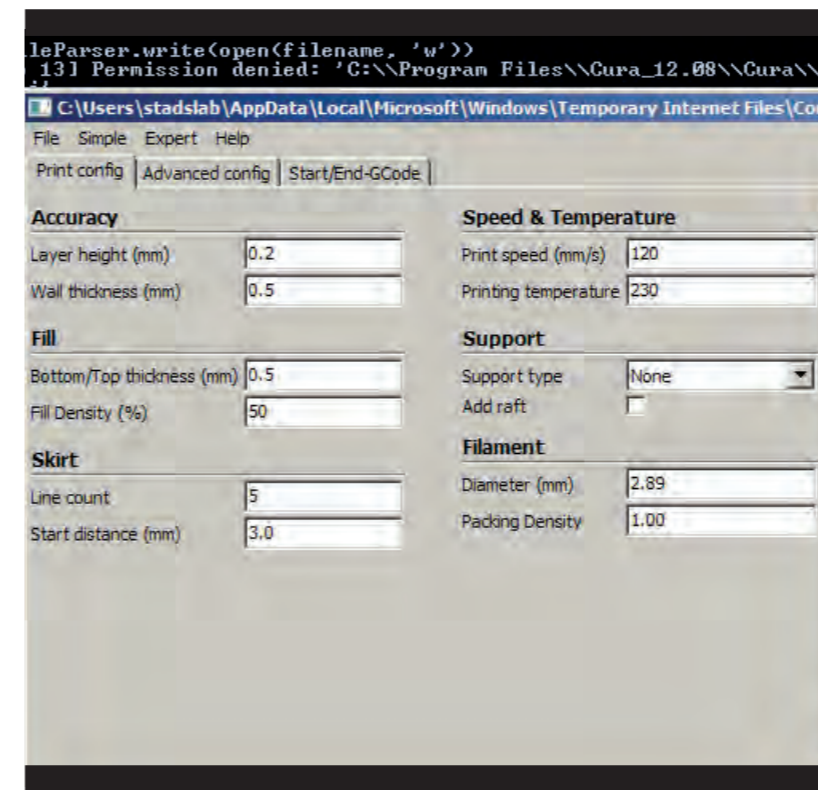 leParser.write(open(filename, 'w'))
13] Permission denied: 'C:\\Program Files\\Cura_12.08\\Cura\\
C:\Users\stadslab\AppData\Local\Microsoft\Windows\Temporary Internet Files\Co
File Simple Expert Help
Print config Advanced config Start/End-GCode
Accuracy
Layer height (mm) 0.2
Wall thickness (mm) 0.5
Fill
Bottom/Top thickness (mm) 0.5
Fill Density (%) 50
Skirt
Line count 5
Start distance (mm) 3.0
Speed & Temperature
Print speed (mm/s) 120
Printing temperature 230
Support
Support type None
Add raft
Filament
Diameter (mm) 2.89
Packing Density 1.00